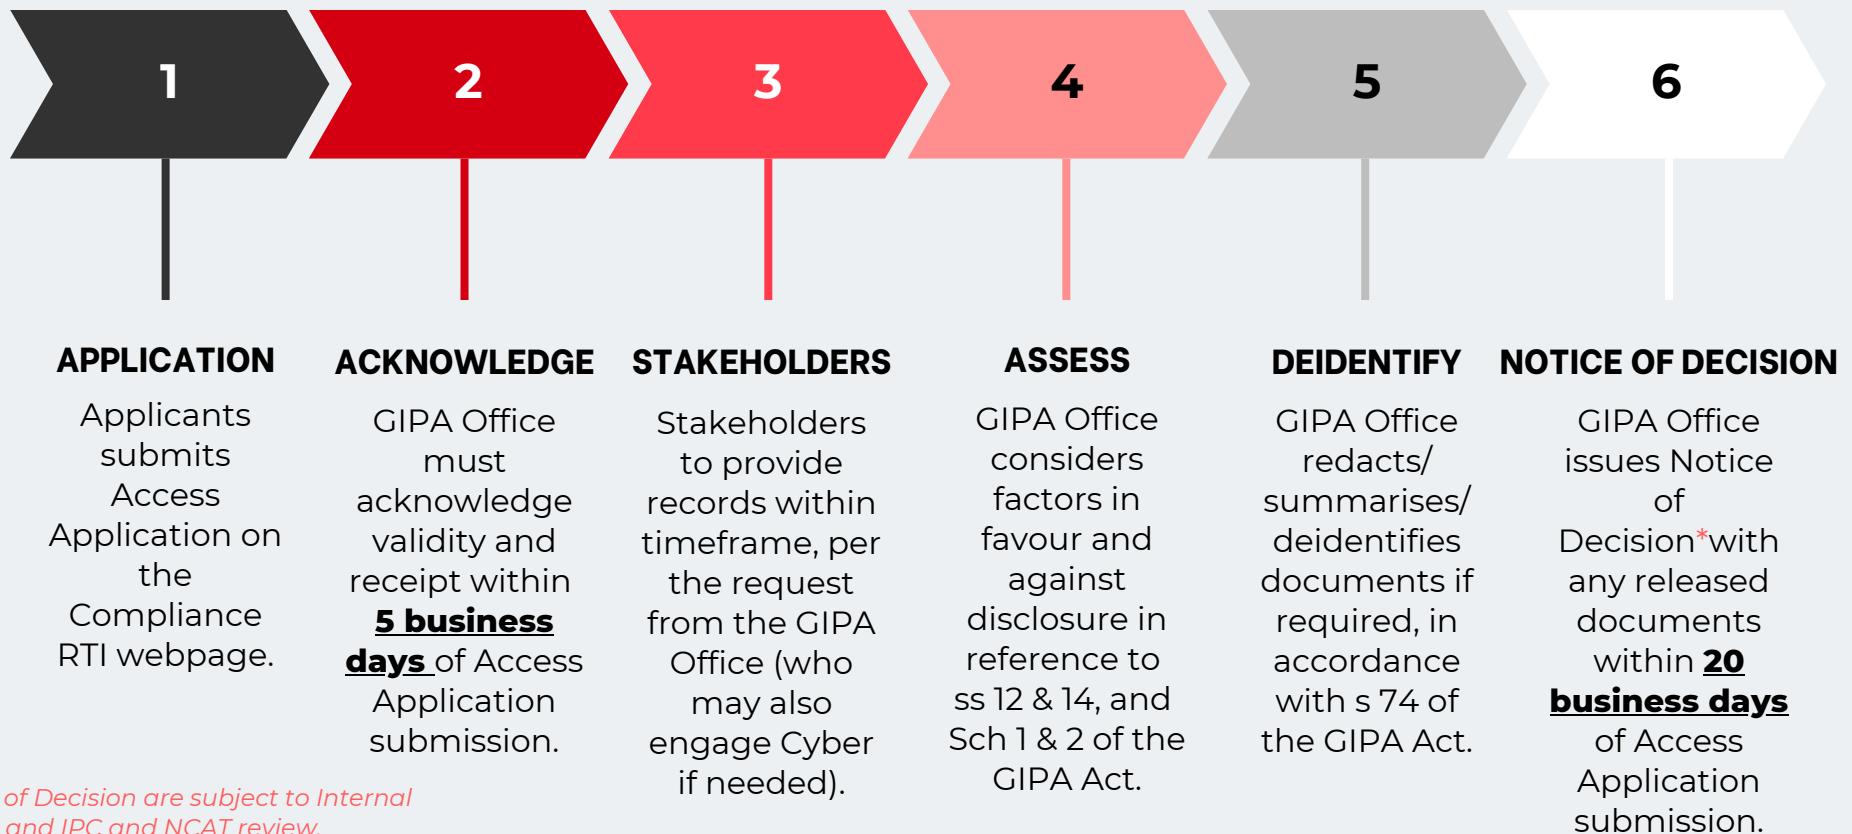 1
2
3
4
5
6
APPLICATION
Applicants
submits
Access
Application on
the
Compliance
RTI webpage.
ACKNOWLEDGE
GIPA Office
must
acknowledge
validity and
receipt within
5 business
days of Access
Application
submission.
STAKEHOLDERS
Stakeholders
to provide
records within
timeframe, per
the request
from the GIPA
Office (who
may also
engage Cyber
if needed).
ASSESS
GIPA Office
considers
factors in
favour and
against
disclosure in
reference to
ss 12 & 14, and
Sch 1 & 2 of the
GIPA Act.
DEIDENTIFY
GIPA Office
redacts/
summarises/
deidentifies
documents if
required, in
accordance
with s 74 of
the GIPA Act.
NOTICE OF DECISION
GIPA Office
issues Notice
of
Decision*with
any released
documents
within 20
business days
of Access
Application
submission.
of Decision are subject to Internal
and IPC and NCAT review.